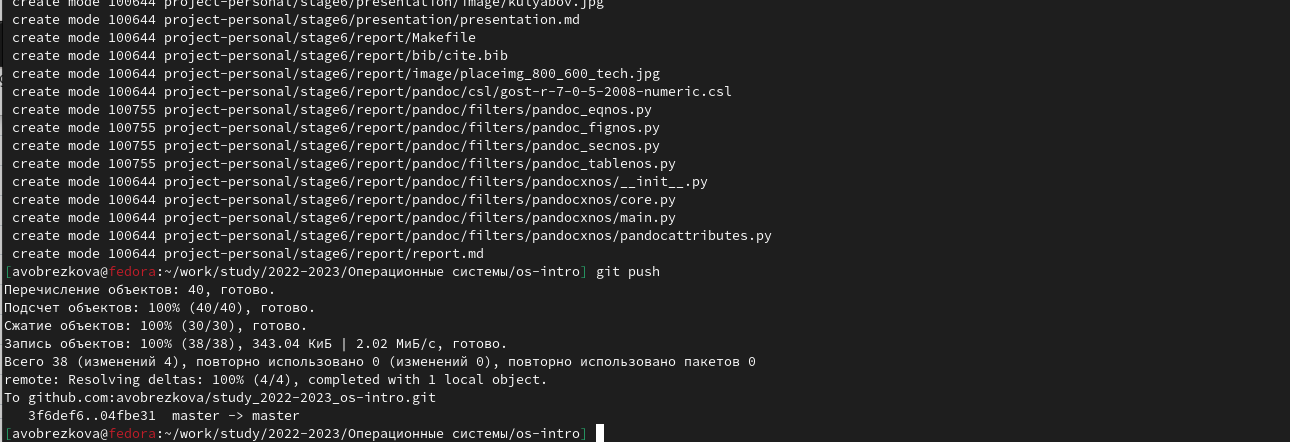 create mode 100644 project-personal/stage6/presentation/image/kulyabov.jpg
create mode 100644 project-personal/stage6/presentation/presentation.md
create mode 100644 project-personal/stage6/report/Makefile
create mode 100644 project-personal/stage6/report/bib/cite.bib
create mode 100644 project-personal/stage6/report/image/placeimg_800_600_tech.jpg
create mode 100644 project-personal/stage6/report/pandoc/csl/gost-r-7-0-5-2008-numeric.csl
create mode 100755 project-personal/stage6/report/pandoc/filters/pandoc_eqnos.py
create mode 100755 project-personal/stage6/report/pandoc/filters/pandoc_fignos.py
create mode 100755 project-personal/stage6/report/pandoc/filters/pandoc_secnos.py
create mode 100755 project-personal/stage6/report/pandoc/filters/pandoc_tablenos.py
create mode 100644 project-personal/stage6/report/pandoc/filters/pandocxnos/__init__.py
create mode 100644 project-personal/stage6/report/pandoc/filters/pandocxnos/core.py
create mode 100644 project-personal/stage6/report/pandoc/filters/pandocxnos/main.py
create mode 100644 project-personal/stage6/report/pandoc/filters/pandocxnos/pandocattributes.py
create mode 100644 project-personal/stage6/report/report.md
[avobrezkova@fedora:~/work/study/2022-2023/Операционные системы/os-intro] git push
Перечисление объектов: 40, готово.
Подсчет объектов: 100% (40/40), готово.
Сжатие объектов: 100% (30/30), готово.
Запись объектов: 100% (38/38), 343.04 КиБ | 2.02 МиБ/с, готово.
Всего 38 (изменений 4), повторно использовано 0 (изменений 0), повторно использовано пакетов 0
remote: Resolving deltas: 100% (4/4), completed with 1 local object.
To github.com:avobrezkova/study_2022-2023_os-intro.git
3f6def6..04fbe31  master -> master
[avobrezkova@fedora:~/work/study/2022-2023/Операционные системы/os-intro]